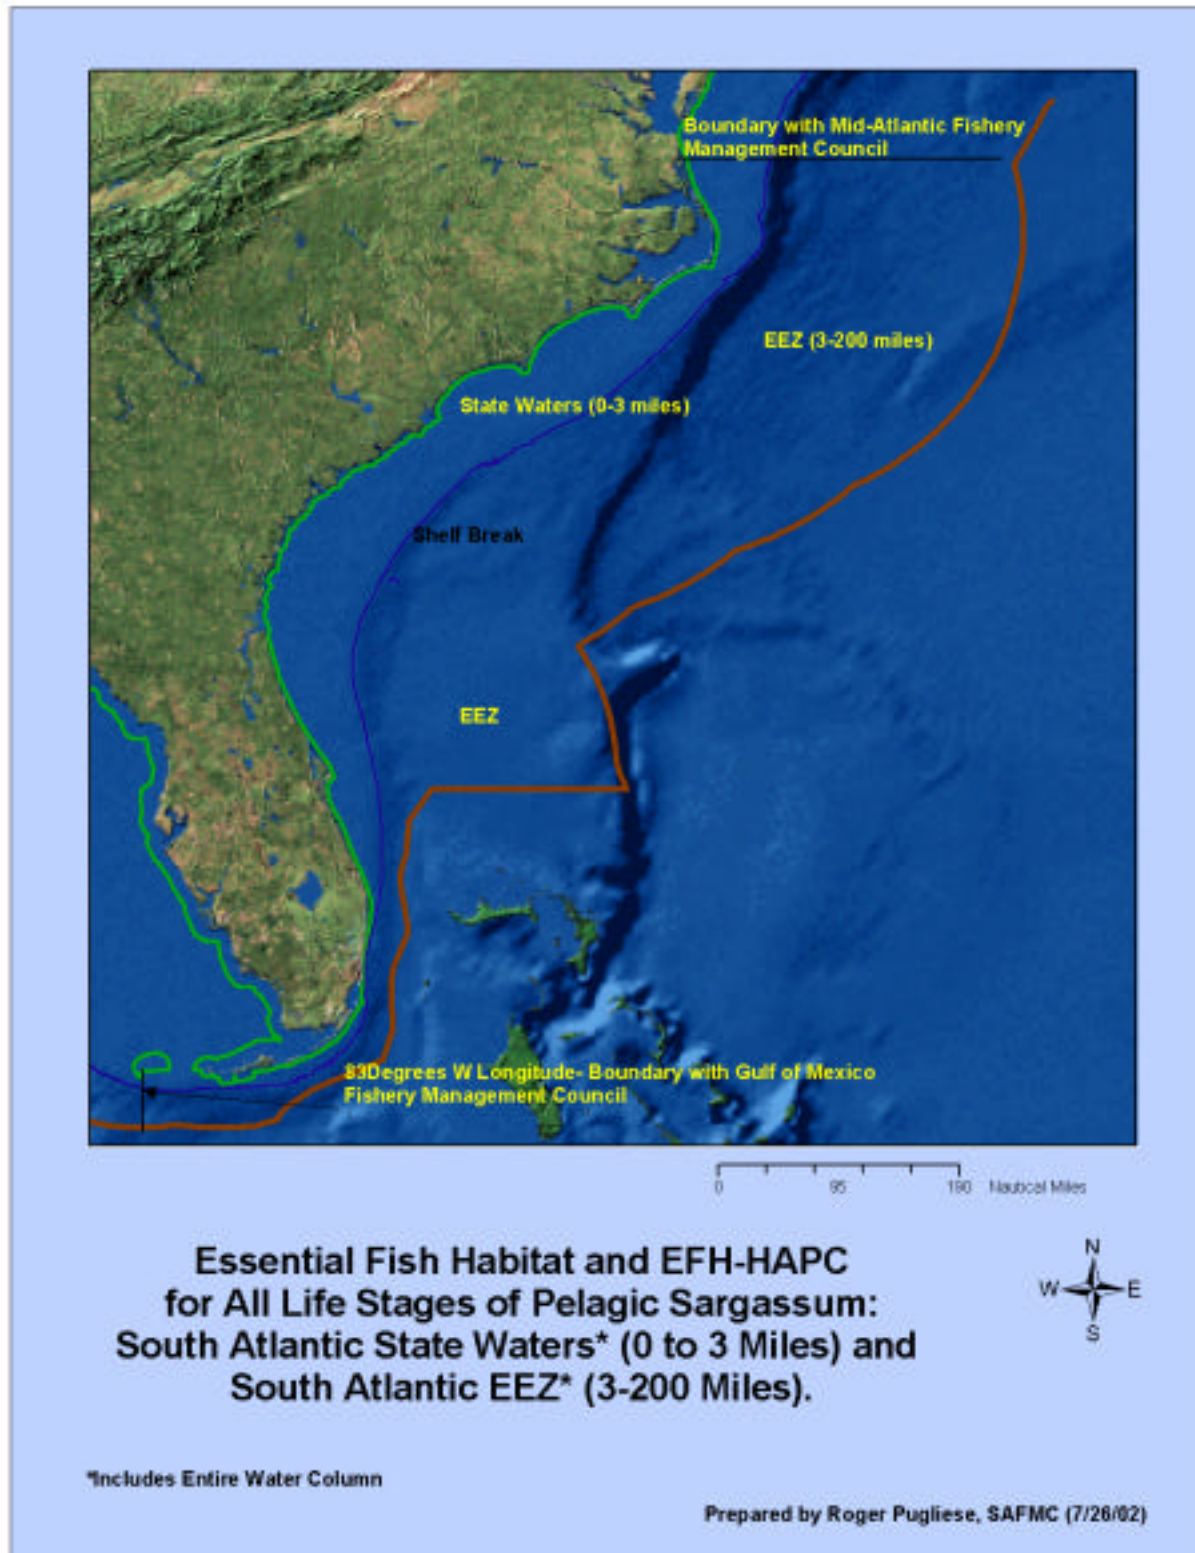 Boundary with Mid-Atlantic Fishery
Management Council
EEZ (3-200 miles)
State Waters (0-3 miles)
Shelf Break
EEZ
83Degrees W Longitude- Boundary with Gulf of Mexico
Fishery Management Council
0 95 190 Nautical Miles
Essential Fish Habitat and EFH-HAPC
for All Life Stages of Pelagic Sargassum:
South Atlantic State Waters* (0 to 3 Miles) and
South Atlantic EEZ* (3-200 Miles).
N
W E
S
*Includes Entire Water Column
Prepared by Roger Pugliese, SAFMC (7/26/02)